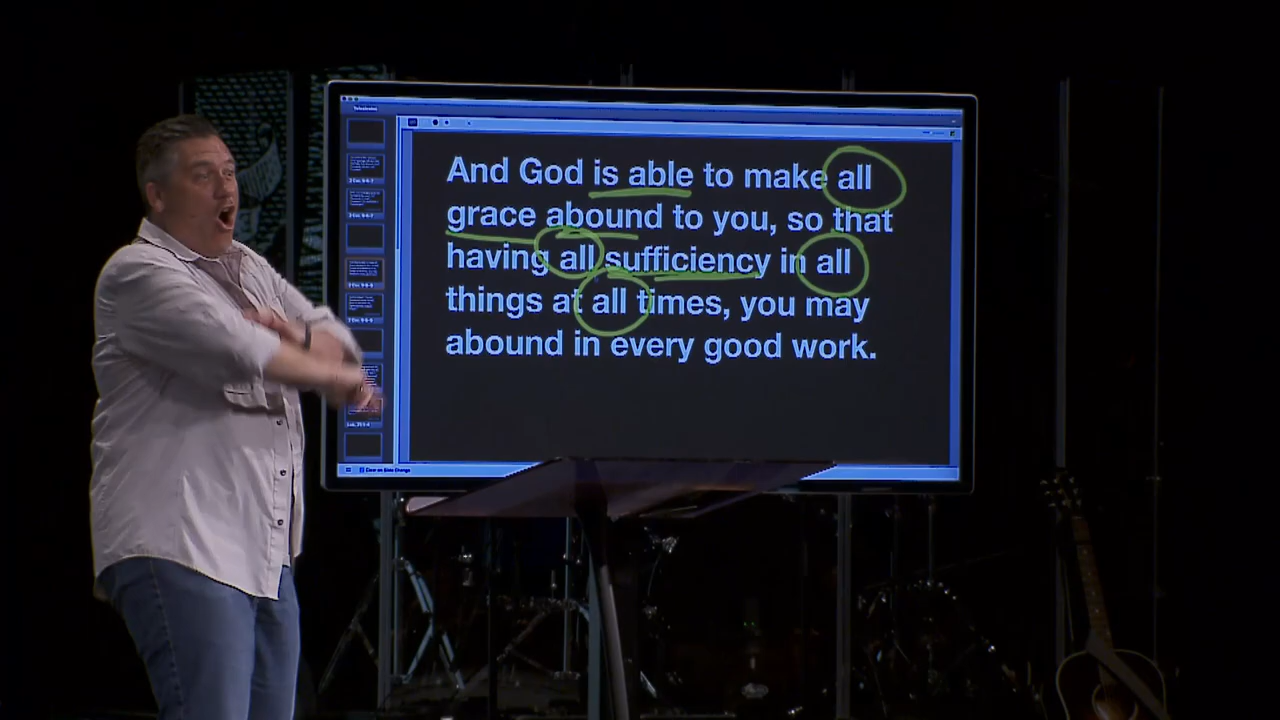 And God is able to make all
grace abound to you, so that
having all sufficiency in all
things at all times, you may
abound in every good work.